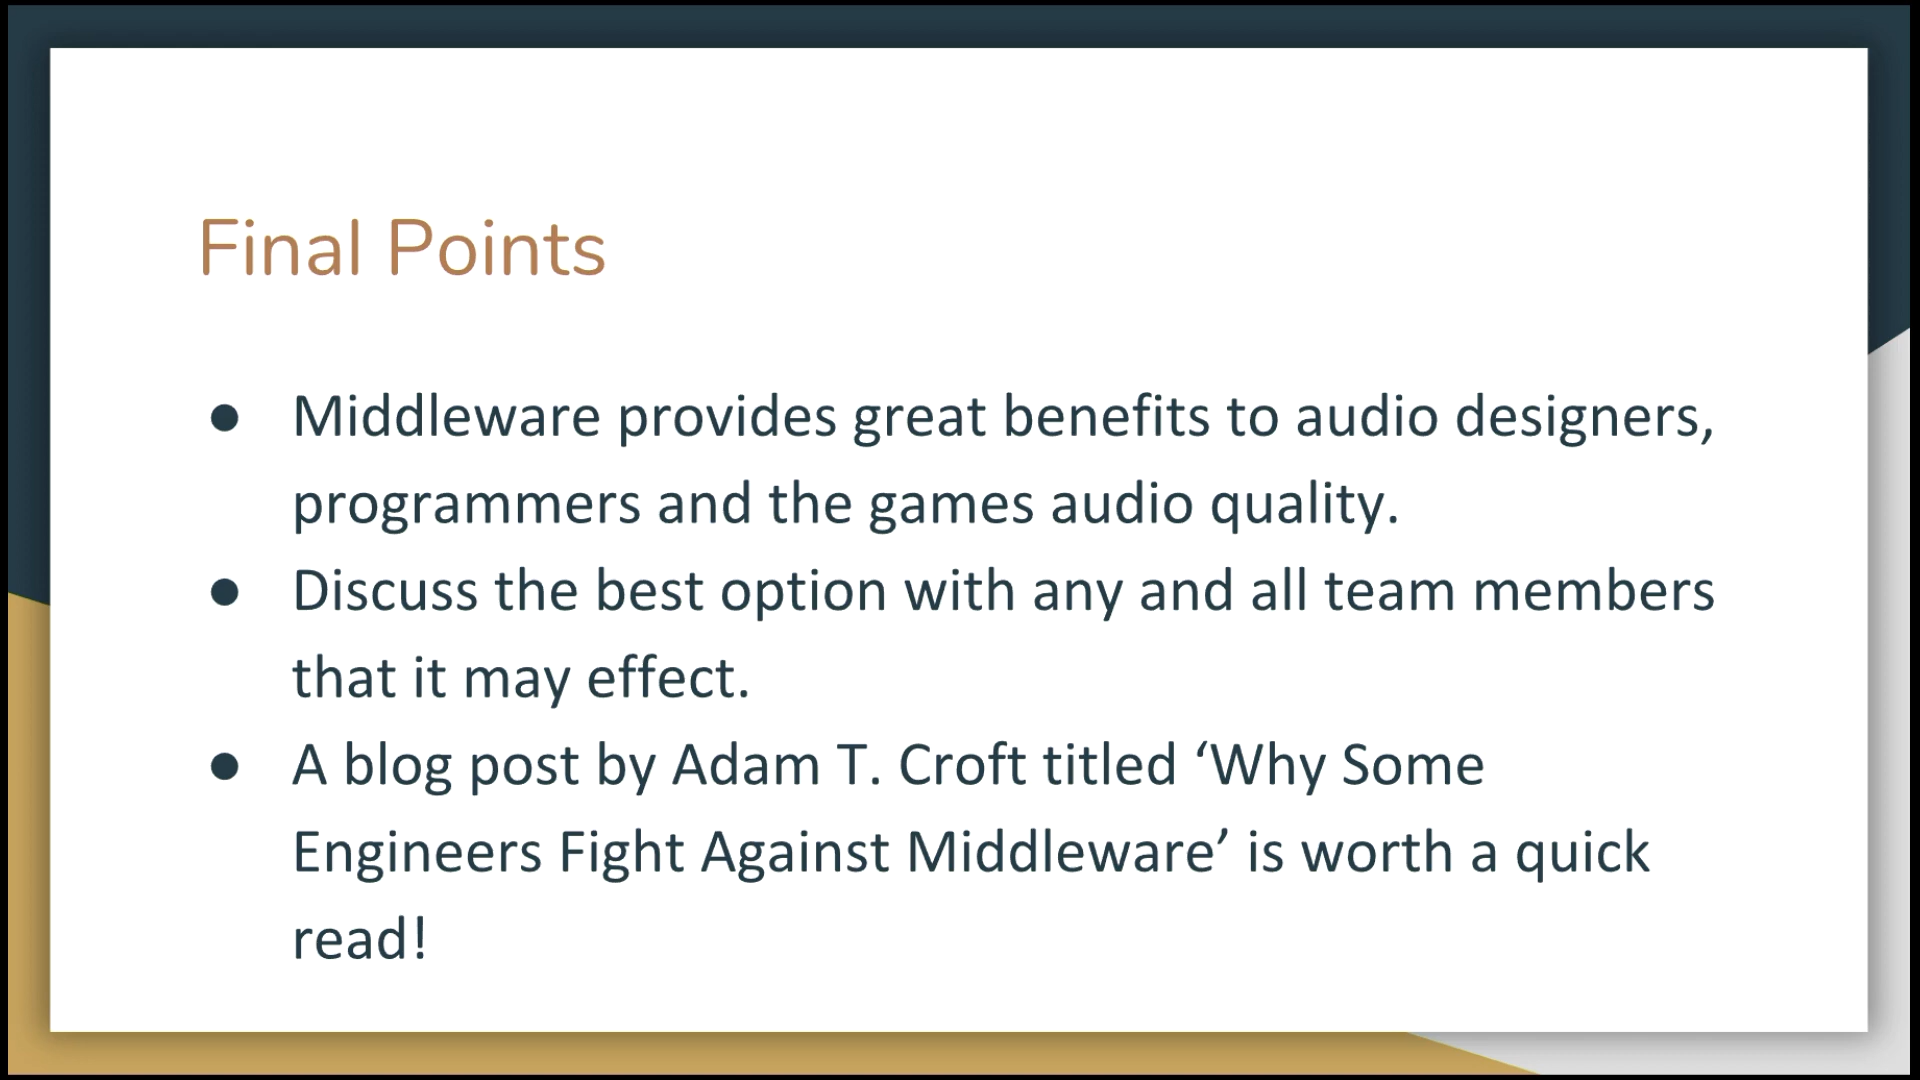 Final Points
● Middleware provides great benefits to audio designers,
programmers and the games audio quality.
● Discuss the best option with any and all team members
that it may effect.
● A blog post by Adam T. Croft titled ‘Why Some
Engineers Fight Against Middleware’ is worth a quick
read!